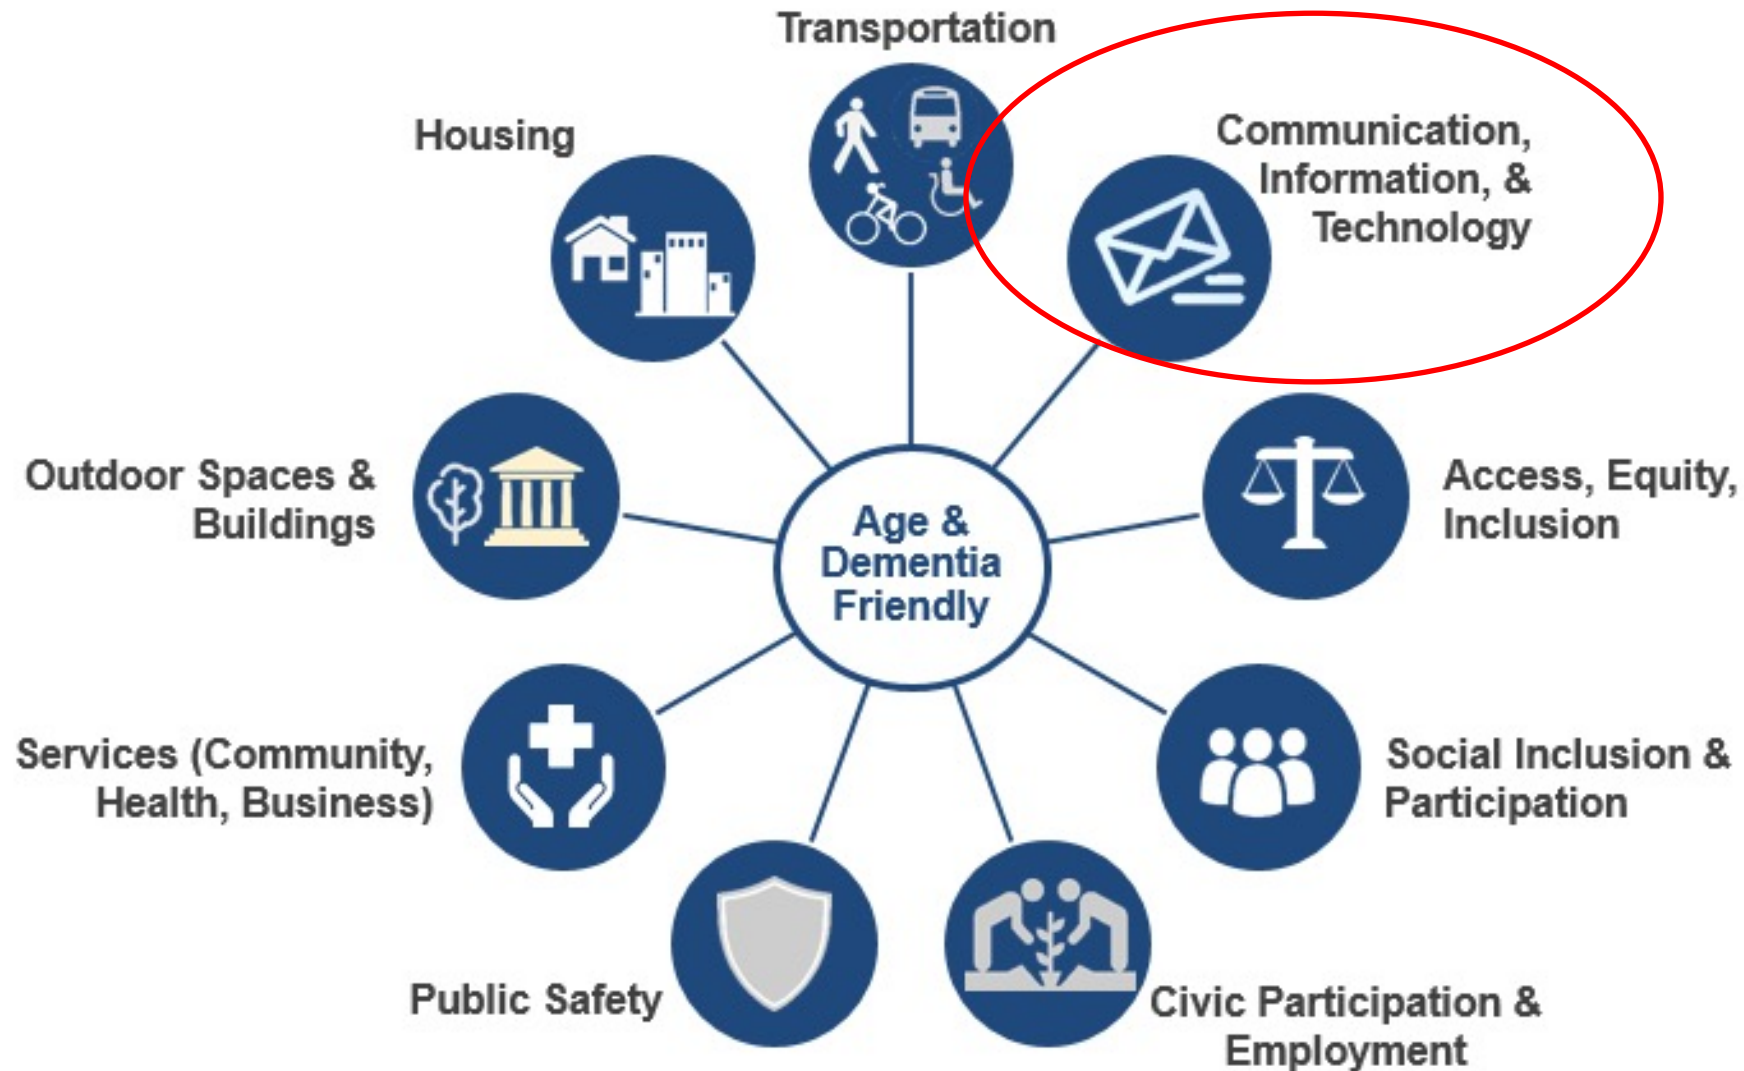 Transportation
Housing
Communication,
Information, &
Technology
Outdoor Spaces &
Buildings
Access, Equity,
Inclusion
Age &
Dementia
Friendly
Services (Community,
Health, Business)
Social Inclusion &
Participation
Public Safety
Civic Participation &
Employment